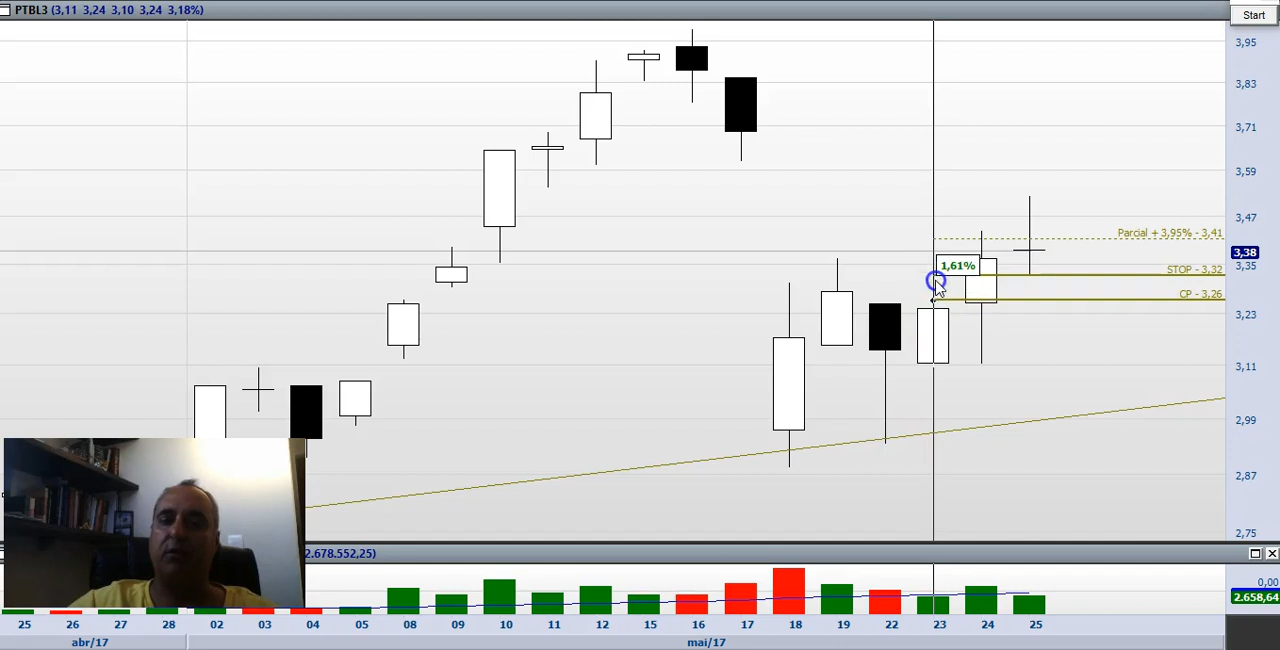 PTBL3 (3,11 3,24 3,10 3,24 3,18%)
Start
3,95
3,83
3,71
3,59
3,47
Parcial + 3,95% - 3,41
3,38
3,35
1,61%
STOP - 3,32
CP - 3,26
3,23
3,11
2,99
2,87
2,75
2.678.552,25)
0,00
2.658,64
25 26 27 28 02 03 04 05 08 09 10 11 12 15 16 17 18 19 22 23 24 25
abr/17 mai/17